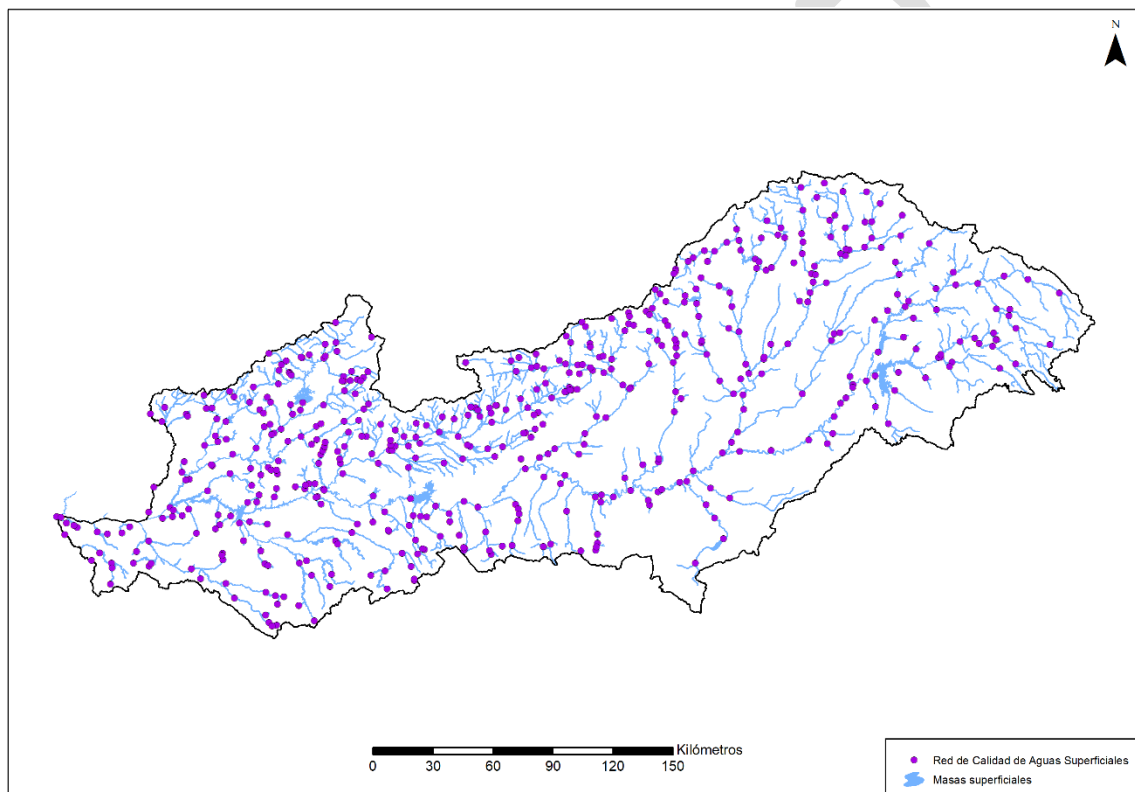 N
Kilómetros
0 30 60 90 120 150
Red de Calidad de Aguas Superficiales
Masas superficiales